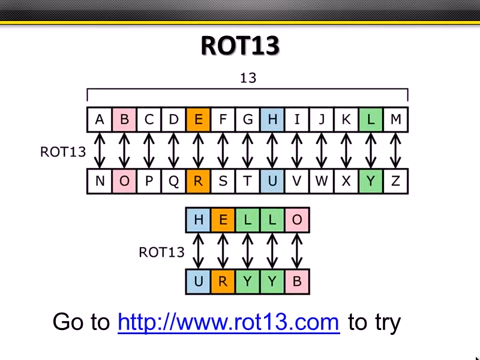 ROT13
13
A B C D E F G H I J K L M
ROT13
N O P Q R S T U V W X Y Z
H E L L O
ROT13
U R Y Y B
Go to http://www.rot13.com to try